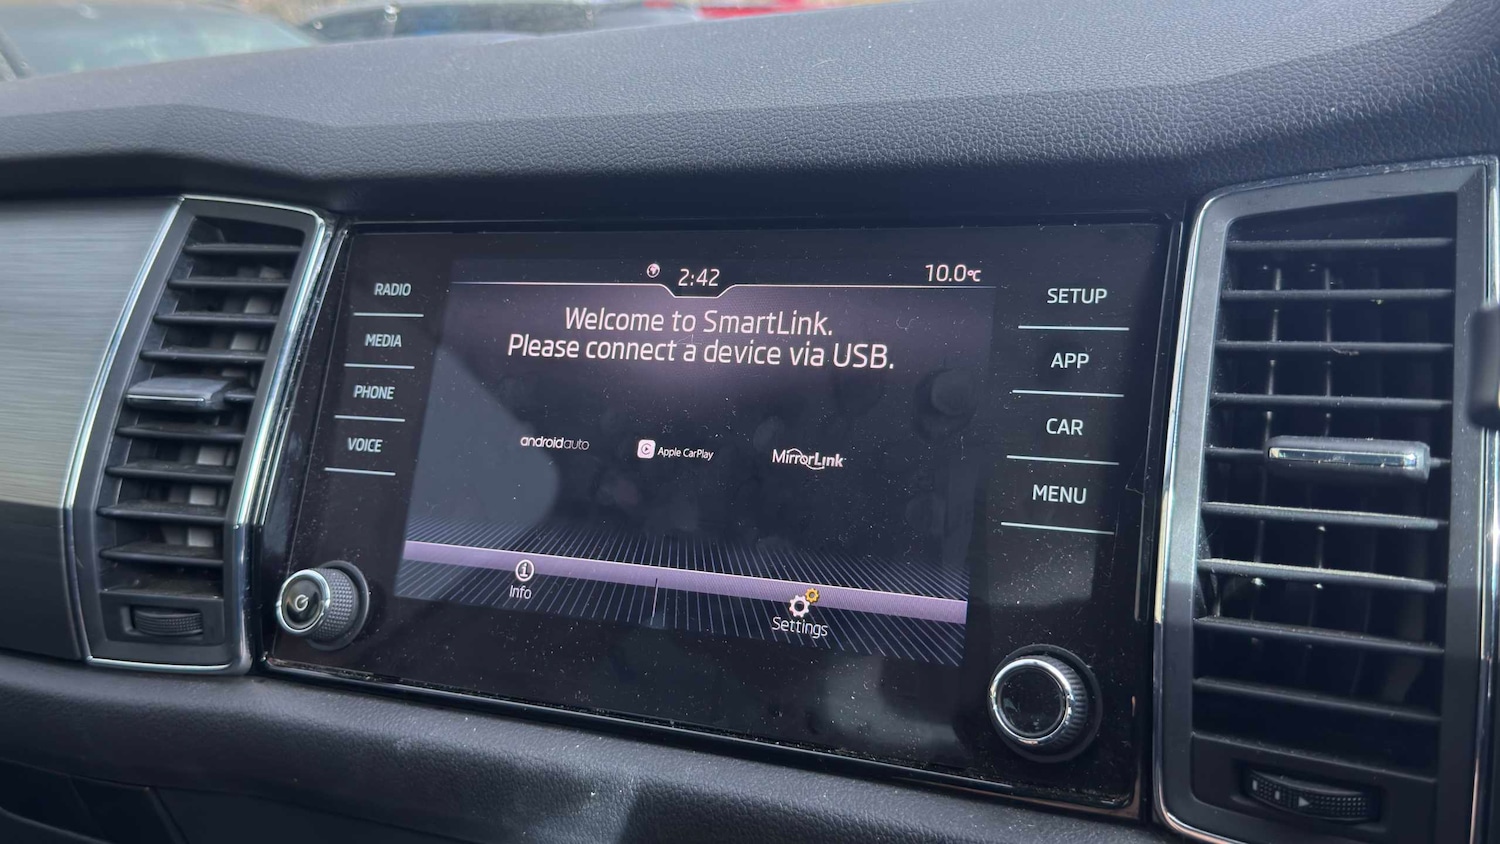 RADIO
MEDIA
PHONE
VOICE
2:42
10.0°C
Welcome to SmartLink.
Please connect a device via USB.
androidauto
Apple CarPlay
MirrorLink
Info
Settings
SETUP
APP
CAR
MENU